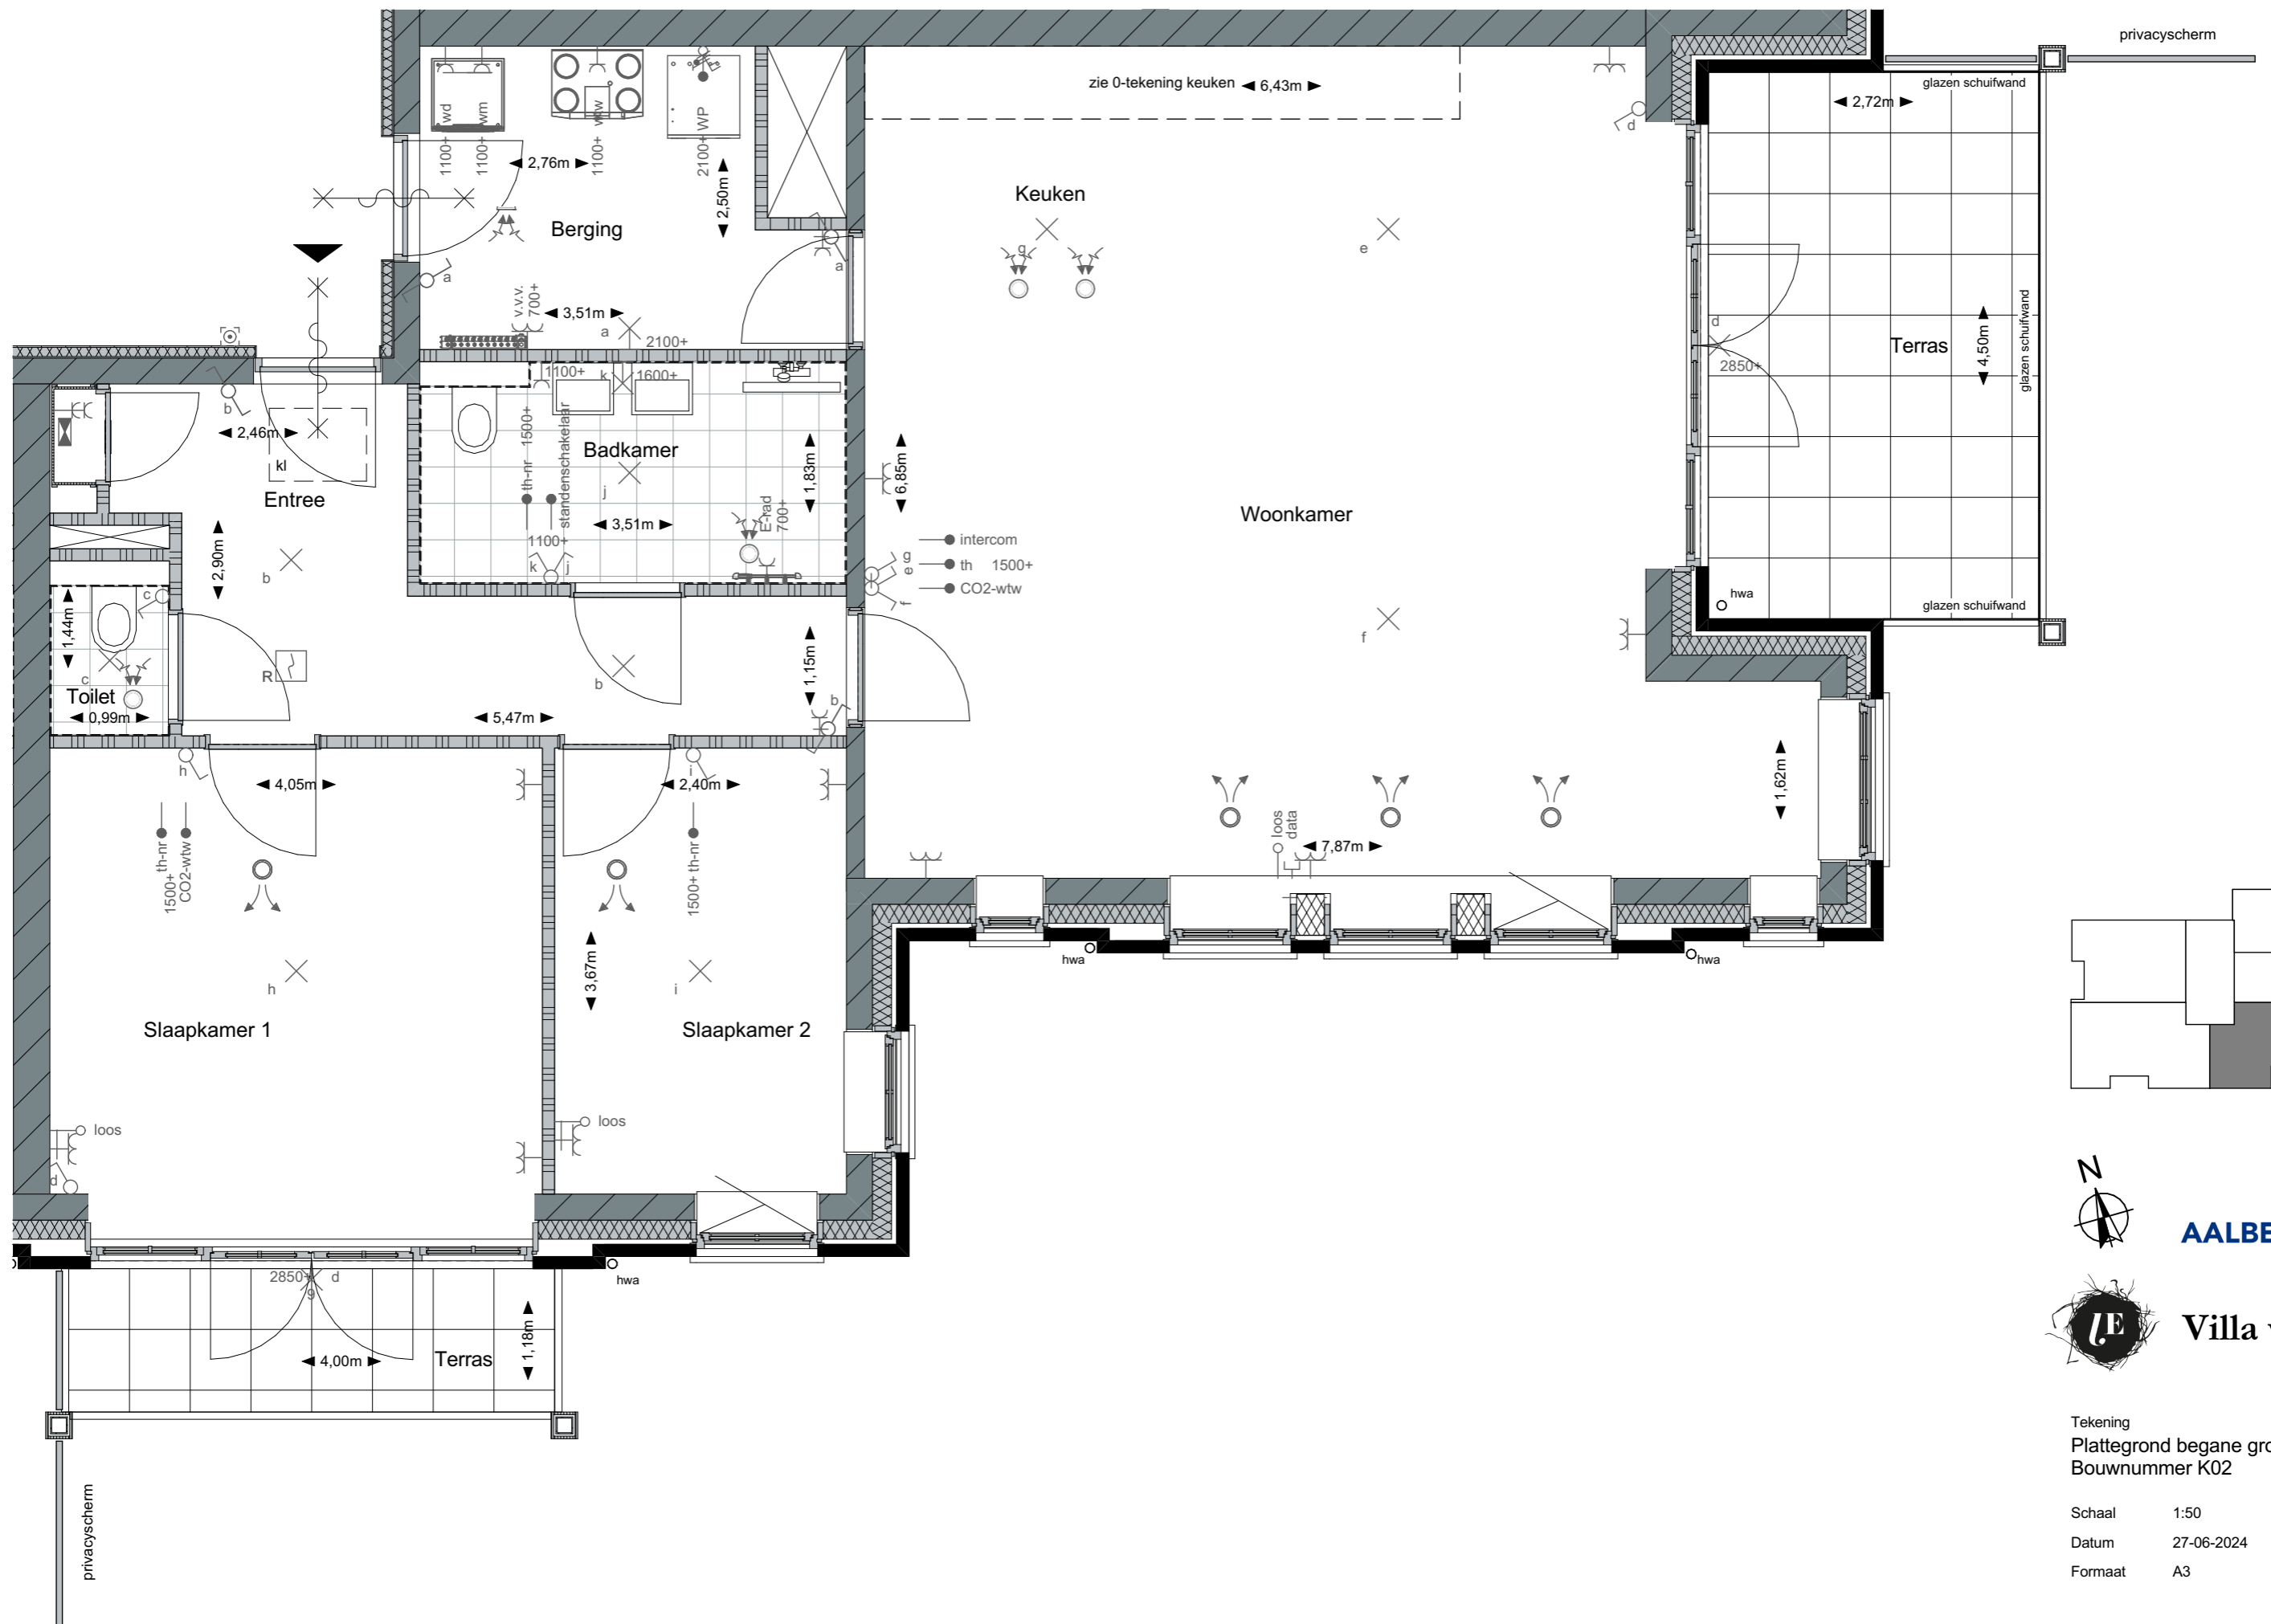 privacyscherm
zie 0-tekening keuken 6,43m
glazen schuifwand
2,72m
wd
wm
wtw
WP
1100+
1100+
1100+
2100+
2,76m
2,50m
Berging
Keuken
g
e
d
a
a
v.v.v.
700+
3,51m
a
2100+
d
2850+
Terras
4,50m
glazen schuifwand
b
2,46m
kl
Entree
1100+
k
1600+
th-nr 1500+
standenschakelaar
Badkamer
j
3,51m
1,83m
E-rad
700+
1100+
k
j
6,85m
Woonkamer
intercom
th 1500+
CO2-wtw
g
e
f
hwa
glazen schuifwand
2,90m
b
c
1,44m
c
Toilet
0,99m
R
b
1,15m
b
5,47m
f
h
4,05m
i
2,40m
1,62m
1500+ th-nr
CO2-wtw
1500+ th-nr
loos
data
7,87m
h
3,67m
i
hwa
hwa
Slaapkamer 1
Slaapkamer 2
loos
loos
d
2850+
d
g
hwa
4,00m
Terras
1,18m
privacyscherm
N
AALBE
lE
Villa
Tekening
Plattegrond begane gro
Bouwnummer K02
Schaal 1:50
Datum 27-06-2024
Formaat A3